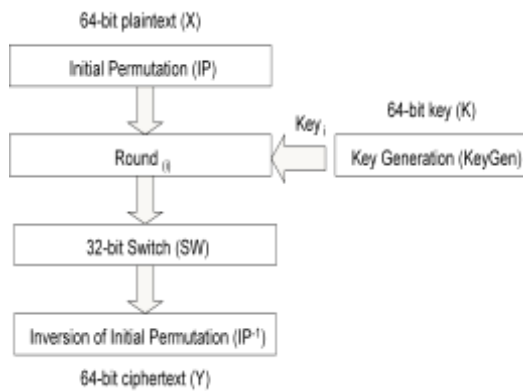 64-bit plaintext (X)
Initial Permutation (IP)
64-bit key (K)
Key i
Round (i)
Key Generation (KeyGen)
32-bit Switch (SW)
Inversion of Initial Permutation (IP-1)
64-bit ciphertext (Y)